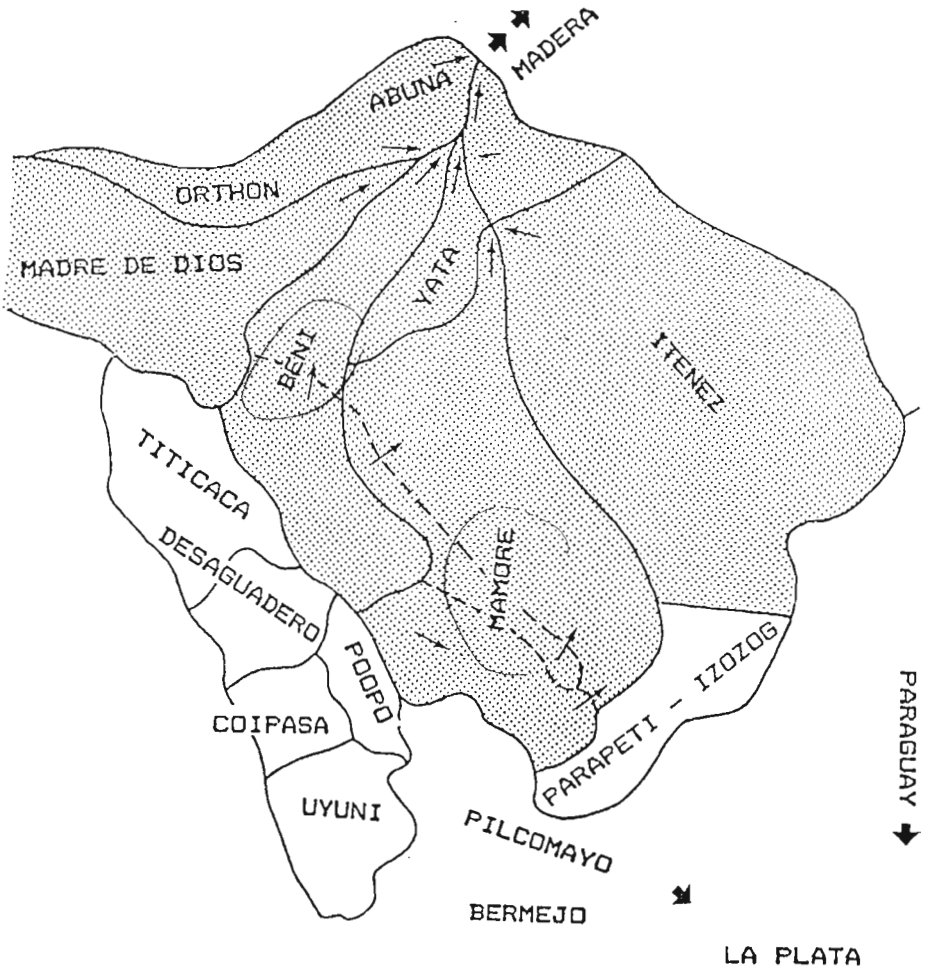 MADERA
ABUNA
ORTHON
MADRE DE DIOS
YATA
BENI
ITENEZ
TITICACA
DESAGUADERO
MAMORE
POOPO
COIPASA
UYUNI
PARAPETI - IZOZOG
PARAGUAY
PILCOMAYO
BERMEJO
LA PLATA